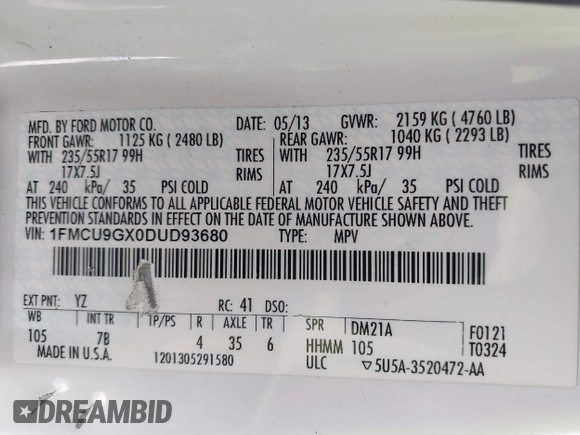 MFD. BY FORD MOTOR CO. DATE: 05/13 GVWR: 2159 KG ( 4760 LB)
FRONT GAWR: 1125 KG ( 2480 LB) REAR GAWR: 1040 KG ( 2293 LB)
WITH 235/55R17 99H TIRES WITH 235/55R17 99H TIRES
17X7.5J RIMS 17X7.5J RIMS
AT 240 kPa/ 35 PSI COLD AT 240 kPa/ 35 PSI COLD
THIS VEHICLE CONFORMS TO ALL APPLICABLE FEDERAL MOTOR VEHICLE SAFETY AND THEFT
PREVENTION STANDARDS IN EFFECT ON THE DATE OF MANUFACTURE SHOWN ABOVE.
VIN: 1FMCU9GX0DUD93680 TYPE: MPV
EXT PNT: YZ RC: 41 DSO:
WB INT TR TP/PS R AXLE TR SPR DM21A F0121
105 7B 4 35 6 HHMM 105 T0324
MADE IN U.S.A. 1201305291580 ULC 5U5A-3520472-AA
DREAMBID